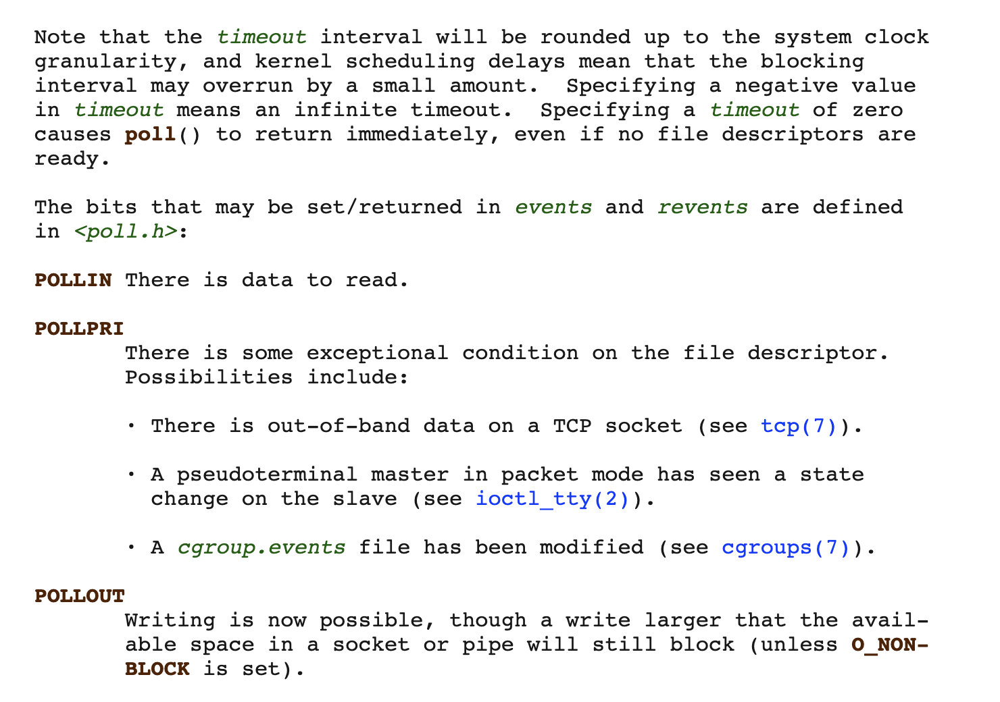 Note that the timeout interval will be rounded up to the system clock
granularity, and kernel scheduling delays mean that the blocking
interval may overrun by a small amount.  Specifying a negative value
in timeout means an infinite timeout.  Specifying a timeout of zero
causes poll() to return immediately, even if no file descriptors are
ready.
The bits that may be set/returned in events and revents are defined
in <poll.h>:
POLLIN There is data to read.
POLLPRI
There is some exceptional condition on the file descriptor.
Possibilities include:
· There is out-of-band data on a TCP socket (see tcp(7)).
· A pseudoterminal master in packet mode has seen a state
change on the slave (see ioctl_tty(2)).
· A cgroup.events file has been modified (see cgroups(7)).
POLLOUT
Writing is now possible, though a write larger that the avail-
able space in a socket or pipe will still block (unless O_NON-
BLOCK is set).